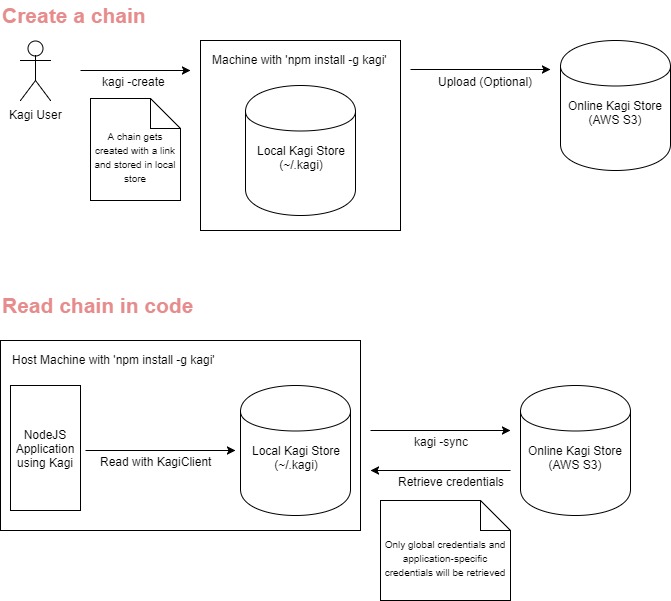 Create a chain
Kagi User
kagi -create
A chain gets
created with a link
and stored in local
store
Machine with 'npm install -g kagi'
Local Kagi Store
(~/.kagi)
Upload (Optional)
Online Kagi Store
(AWS S3)
Read chain in code
Host Machine with 'npm install -g kagi'
NodeJS
Application
using Kagi
Read with KagiClient
Local Kagi Store
(~/.kagi)
kagi -sync
Retrieve credentials
Only global credentials and
application-specific
credentials will be retrieved
Online Kagi Store
(AWS S3)